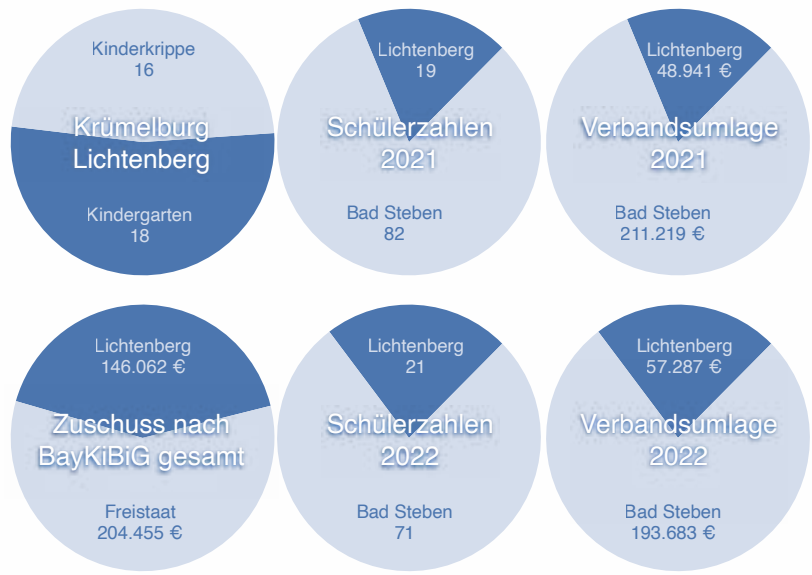 Kinderkrippe
16
Krümelburg
Lichtenberg
Kindergarten
18
Lichtenberg
19
Schülerzahlen
2021
Bad Steben
82
Lichtenberg
48.941 €
Verbandsumlage
2021
Bad Steben
211.219 €
Lichtenberg
146.062 €
Zuschuss nach
BayKiBiG gesamt
Freistaat
204.455 €
Lichtenberg
21
Schülerzahlen
2022
Bad Steben
71
Lichtenberg
57.287 €
Verbandsumlage
2022
Bad Steben
193.683 €